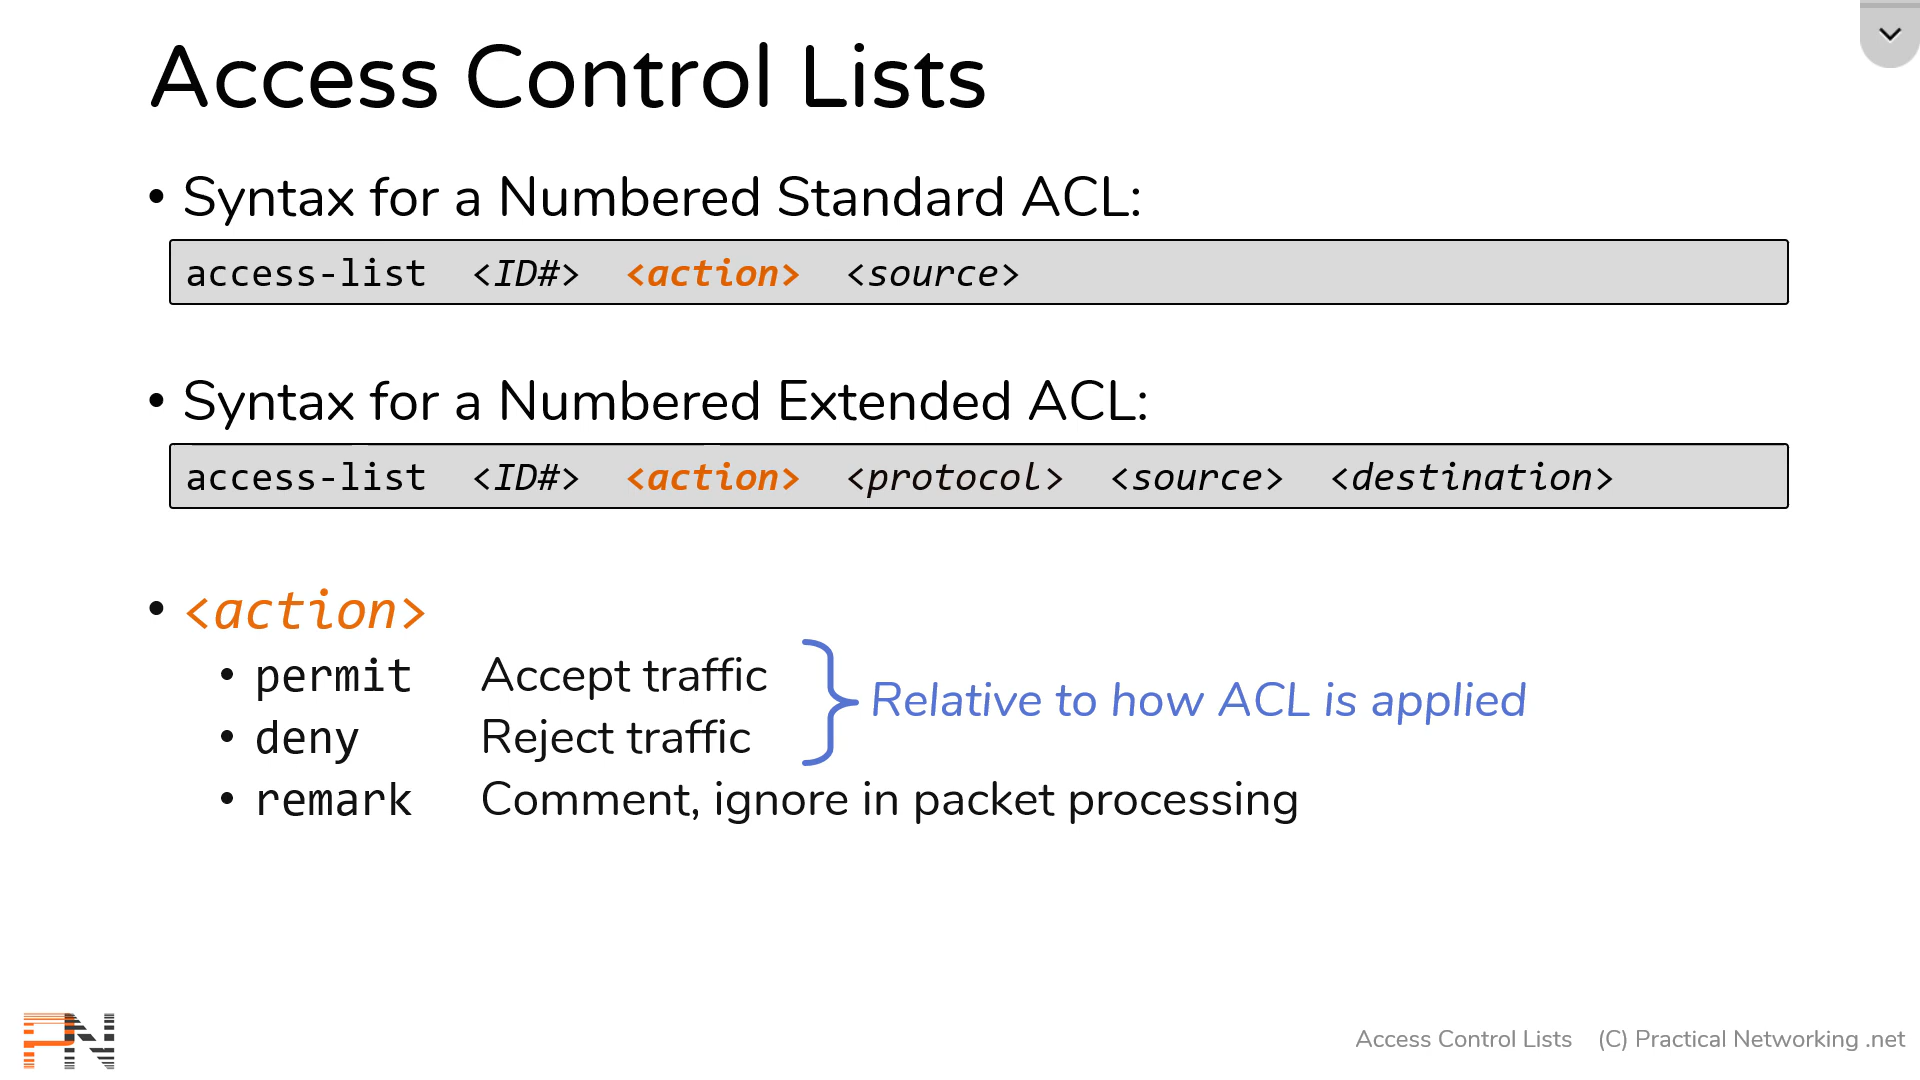 Access Control Lists
• Syntax for a Numbered Standard ACL:
access-list <ID#> <action> <source>
• Syntax for a Numbered Extended ACL:
access-list <ID#> <action> <protocol> <source> <destination>
• <action>
• permit Accept traffic
Relative to how ACL is applied
• deny Reject traffic
• remark Comment, ignore in packet processing
PN
Access Control Lists (C) Practical Networking .net